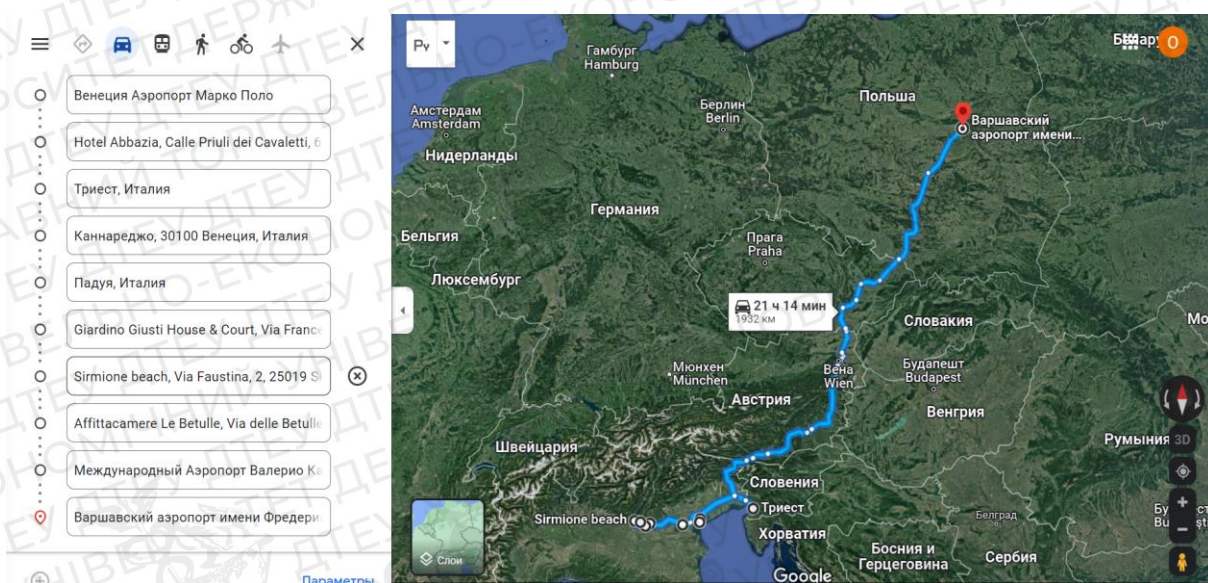 Венеция Аэропорт Марко Поло
Hotel Abbazia, Calle Priuli dei Cavaletti, 6
Триест, Италия
Каннареджо, 30100 Венеция, Италия
Падуя, Италия
Giardino Giusti House & Court, Via France
Sirmione beach, Via Faustina, 2, 25019 Si
Affittacamere Le Betulle, Via delle Betulle
Международный Аэропорт Валерио Ка
Варшавский аэропорт имени Фредери
Параметры
Ру
Гамбург
Hamburg
Амстердам
Amsterdam
Нидерланды
Берлин
Berlin
Польша
Варшавский
аэропорт имени...
О
Германия
Бельгия
Прага
Praha
Люксембург
21 ч 14 мин
1932 км
Словакия
Мюнхен
München
Вена
Wien
Будапешт
Budapest
Австрия
Венгрия
Швейцария
Румыния
3D
Словения
Sirmione beach
Триест
Хорватия
Белград
Босния и
Герцеговина
Сербия
Слои
Google